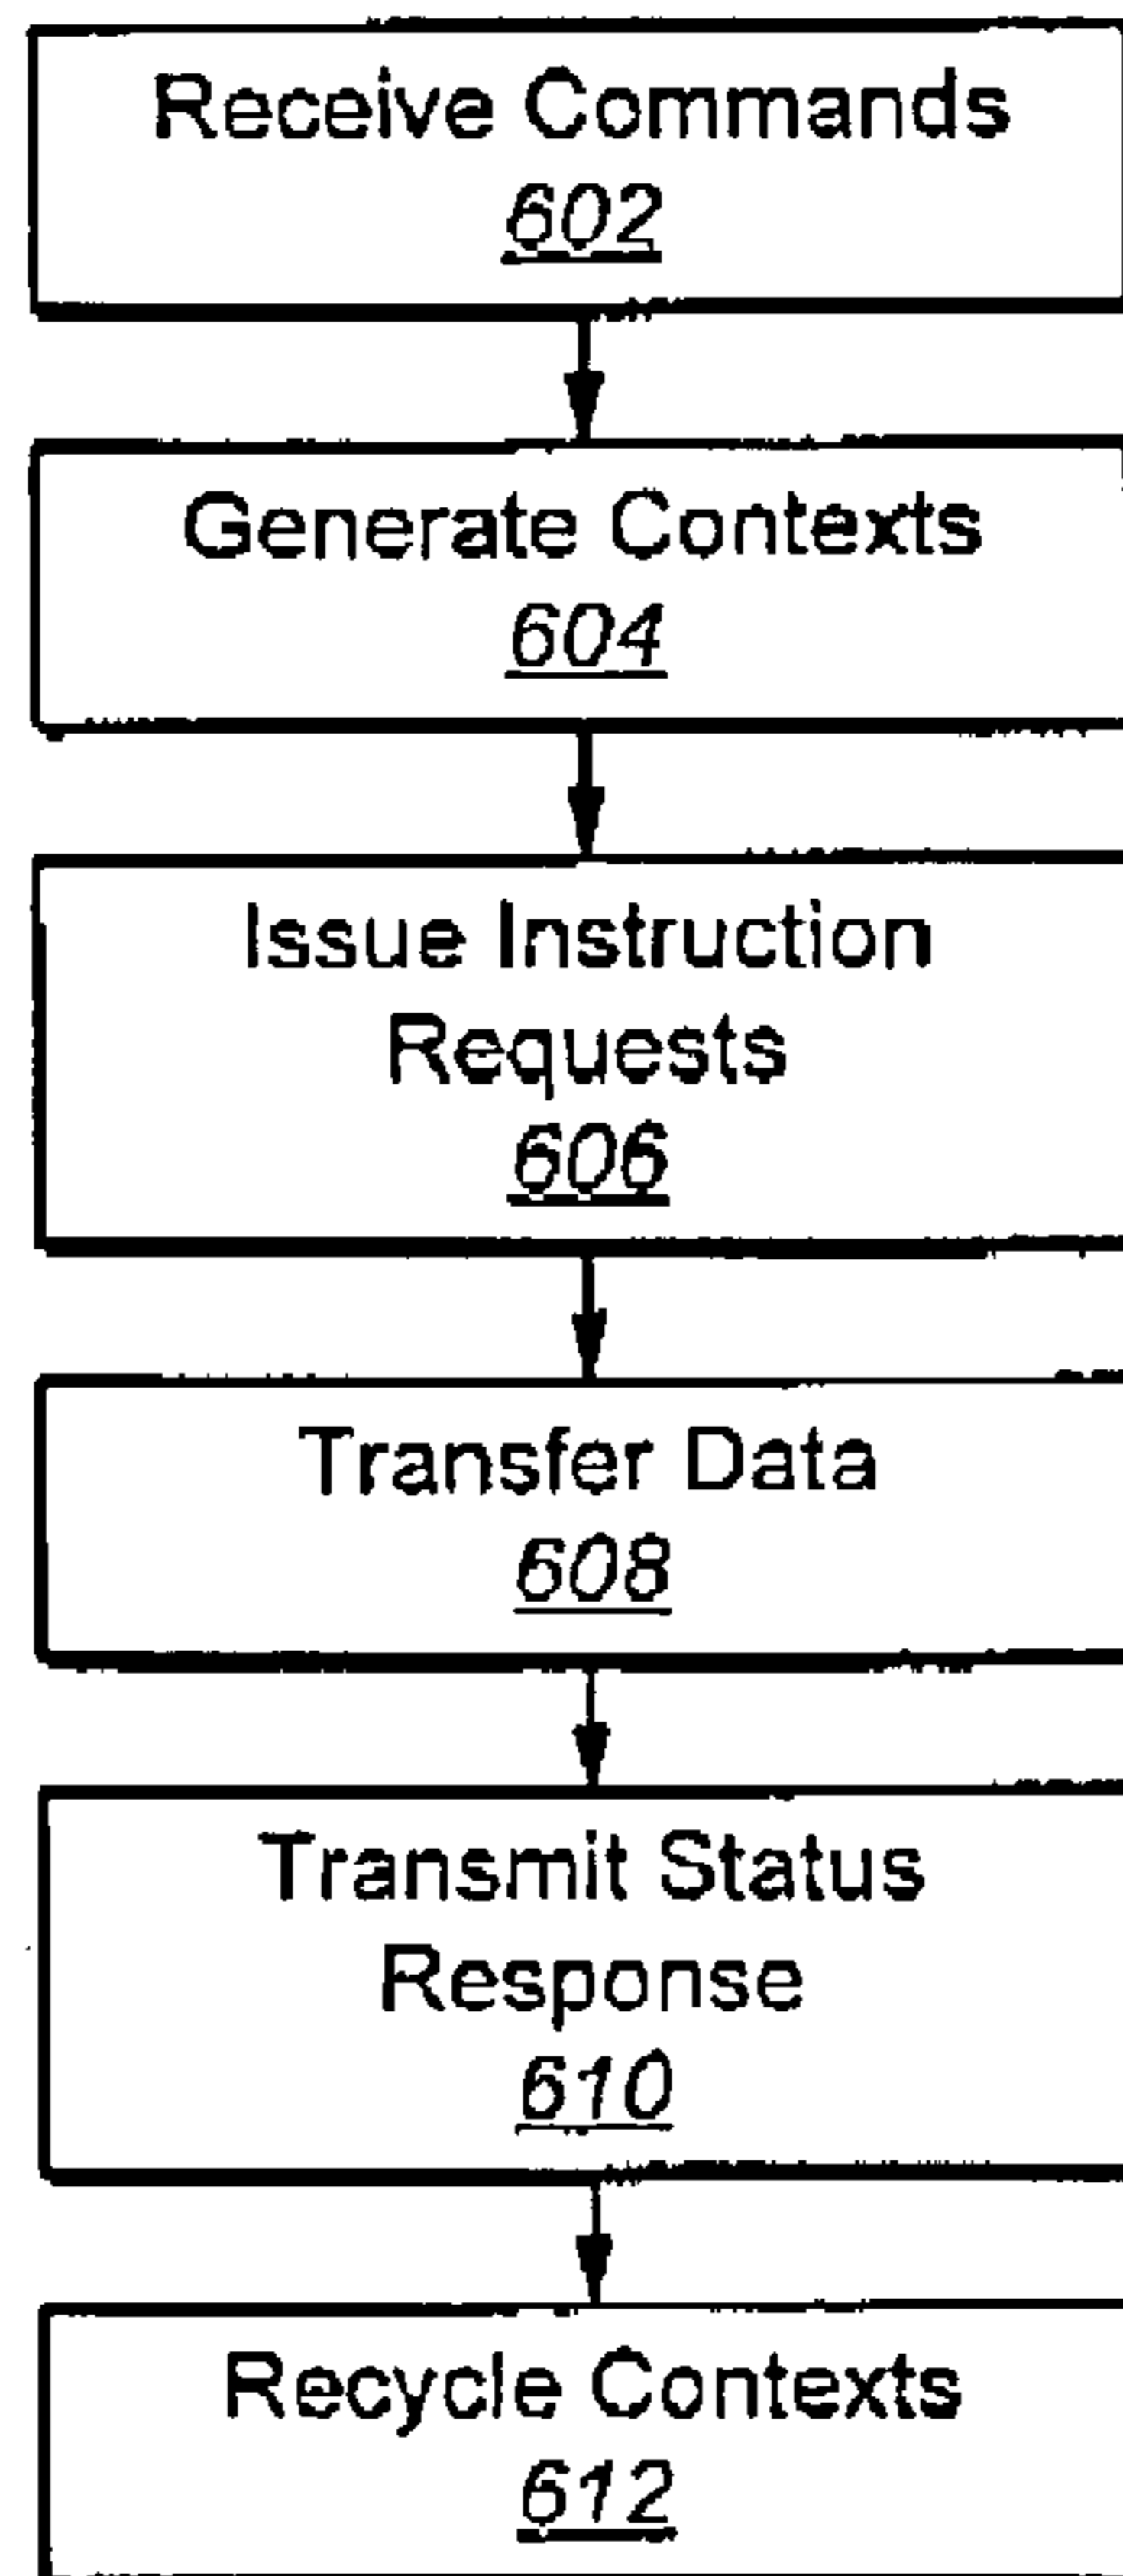 Receive Commands
602
Generate Contexts
604
Issue Instruction
Requests
606
Transfer Data
608
Transmit Status
Response
610
Recycle Contexts
612